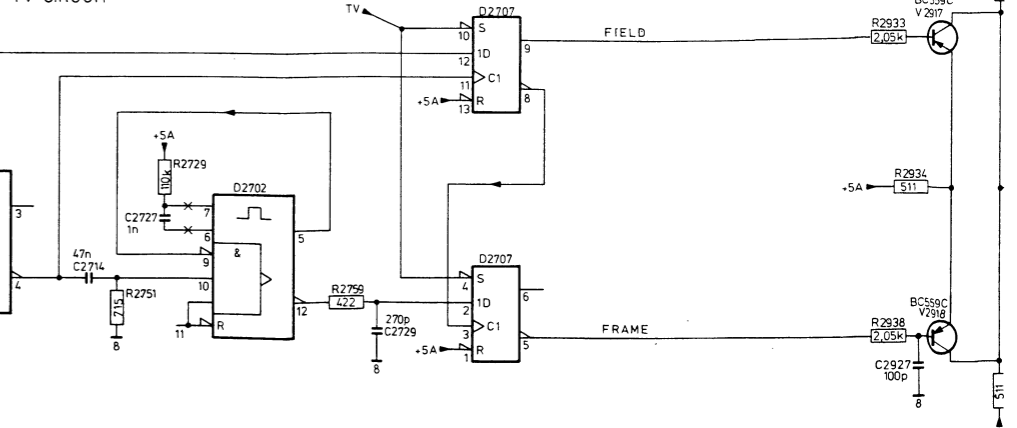 TV
D2707
S
10
1D
12
C1
11
+5A
R
13
9
8
FIELD
R2933
2,05k
BC559C
V2917
+5A
R2729
110k
C2727
1n
D2702
7
6
5
&
9
10
R
11
12
3
4
47n
C2714
R2751
715
8
R2759
422
270p
C2729
8
D2707
S
4
1D
2
C1
3
+5A
R
1
6
5
FRAME
+5A
R2934
511
R2938
2,05k
BC559C
V2918
C2927
100p
8
511